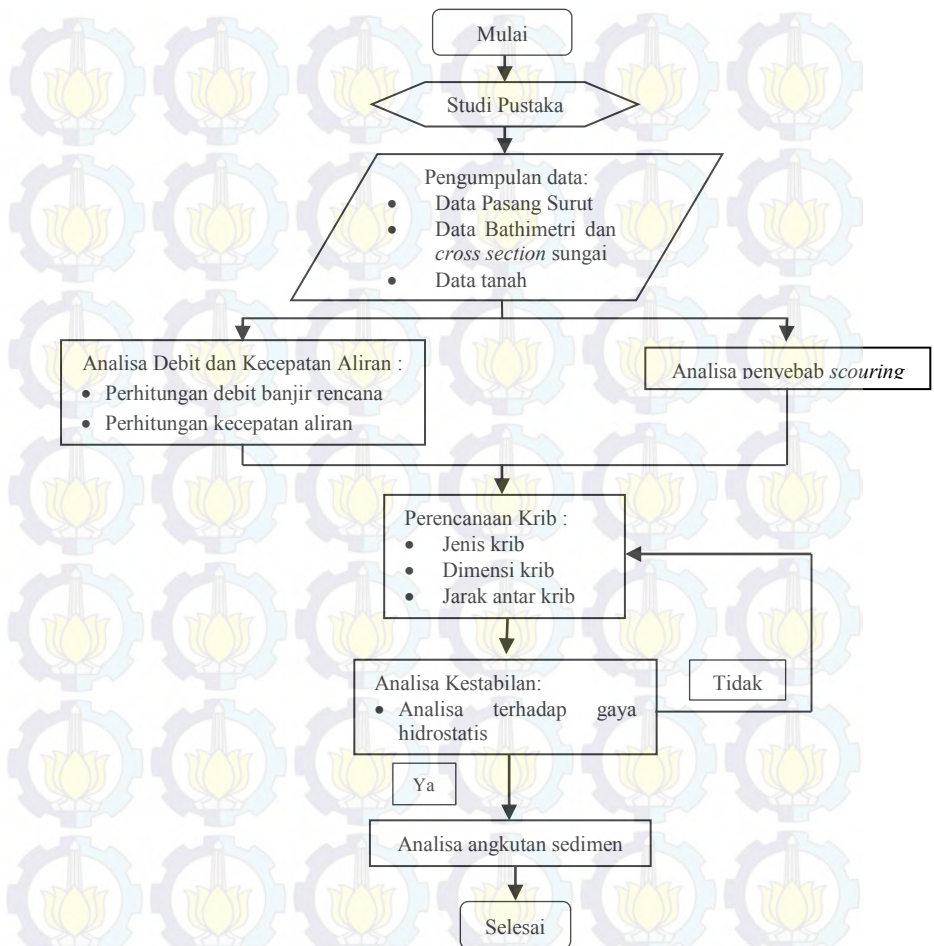 Mulai
Studi Pustaka
Pengumpulan data:
• Data Pasang Surut
• Data Bathimetri dan
cross section sungai
• Data tanah
Analisa Debit dan Kecepatan Aliran :
• Perhitungan debit banjir rencana
• Perhitungan kecepatan aliran
Analisa penyebab scouring
Perencanaan Krib :
• Jenis krib
• Dimensi krib
• Jarak antar krib
Analisa Kestabilan:
• Analisa terhadap gaya
hidrostatis
Tidak
Ya
Analisa angkutan sedimen
Selesai